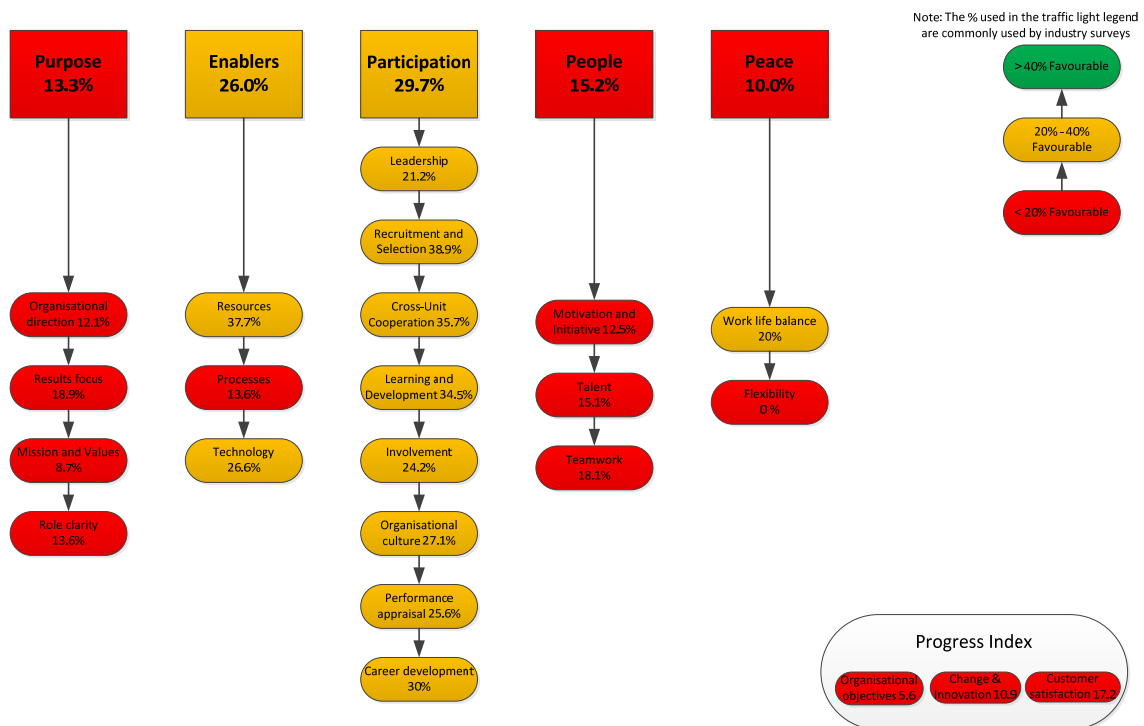 Note: The % used in the traffic light legend
are commonly used by industry surveys
Purpose
13.3%
Enablers
26.0%
Participation
29.7%
People
15.2%
Peace
10.0%
>40% Favourable
20% - 40%
Favourable
< 20% Favourable
Organisational
direction 12.1%
Results focus
18.9%
Mission and Values
8.7%
Role clarity
13.6%
Resources
37.7%
Processes
13.6%
Technology
26.6%
Leadership
21.2%
Recruitment and
Selection 38.9%
Cross-Unit
Cooperation 35.7%
Learning and
Development 34.5%
Involvement
24.2%
Organisational
culture 27.1%
Performance
appraisal 25.6%
Career development
30%
Motivation and
Initiative 12.5%
Talent
15.1%
Teamwork
18.1%
Work life balance
20%
Flexibility
0 %
Progress Index
Organisational
objectives 5.6
Change &
Innovation 10.9
Customer
satisfaction 17.2